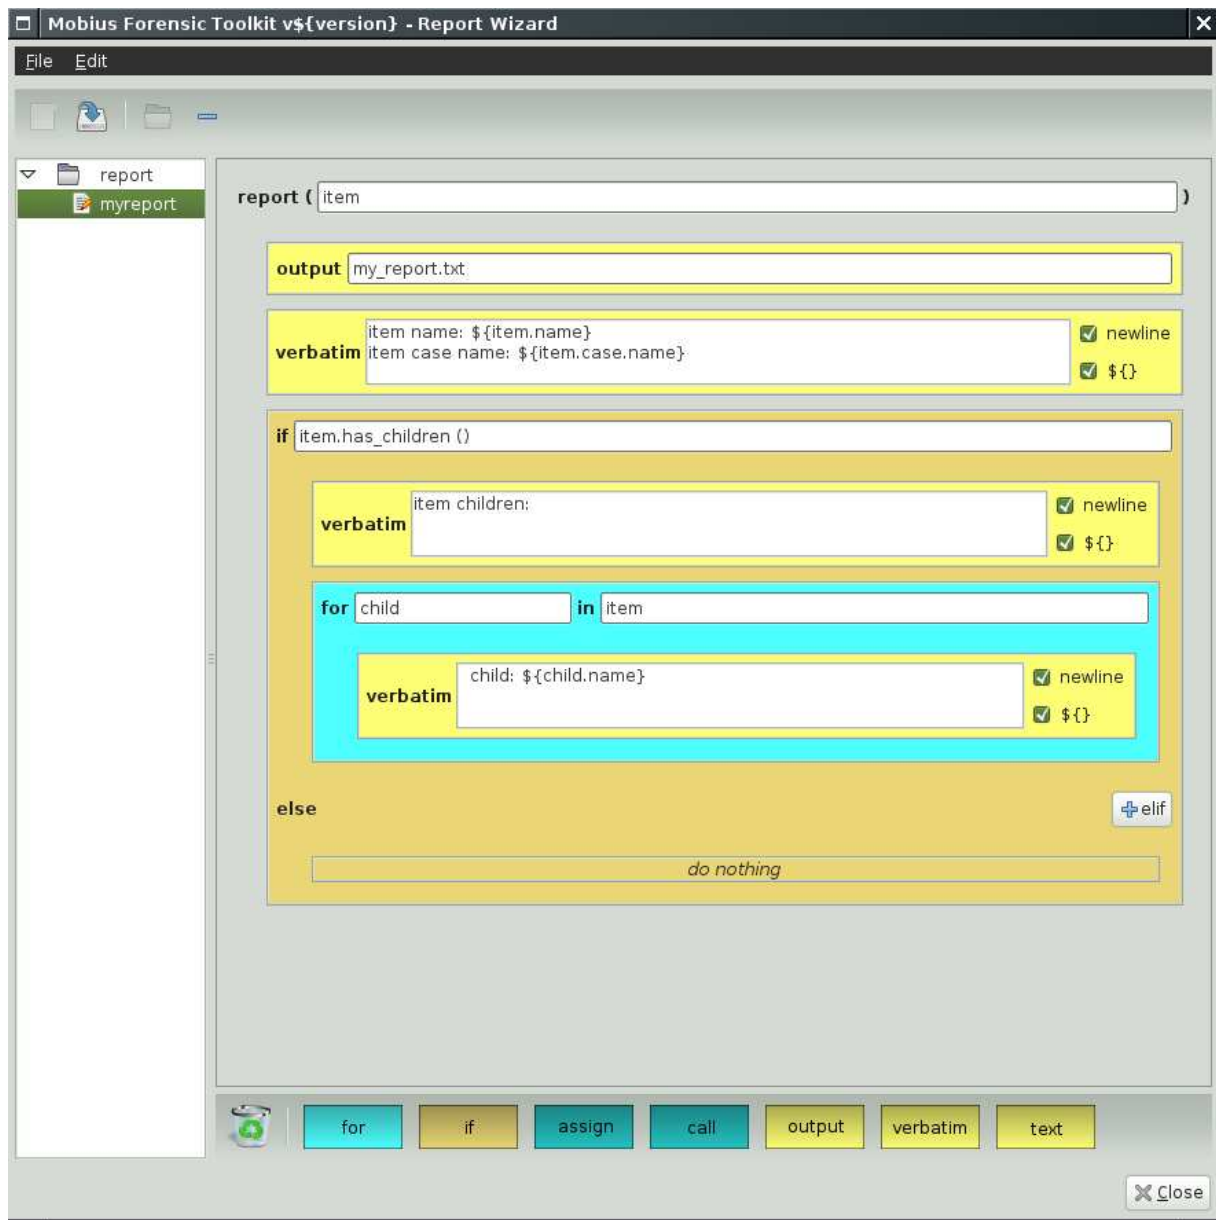 Mobius Forensic Toolkit v${version} - Report Wizard
File Edit
report
myreport
report ( item )
output my_report.txt
item name: ${item.name}
verbatim item case name: ${item.case.name}
newline
${}
if item.has_children ()
item children:
verbatim
newline
${}
for child in item
child: ${child.name}
verbatim
newline
${}
else
elif
do nothing
for if assign call output verbatim text
Close